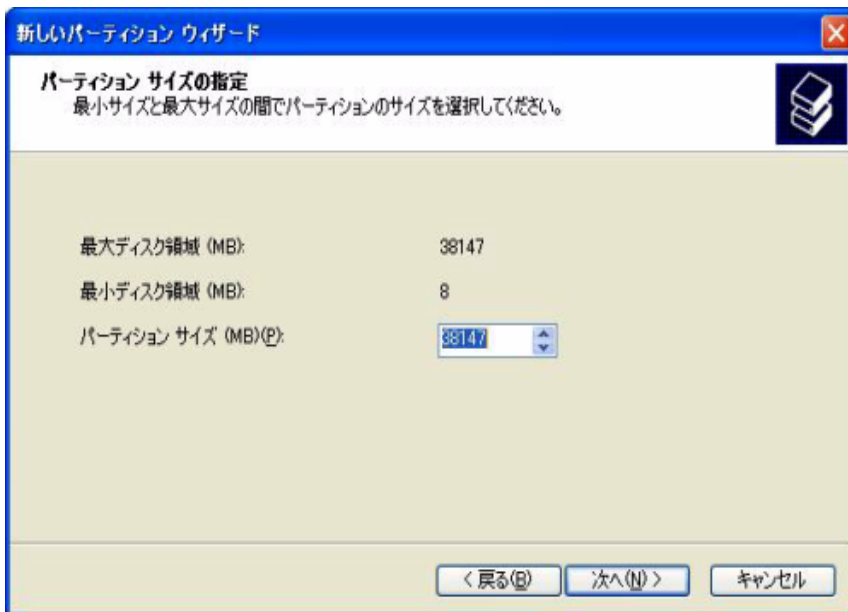 新しいパーティション ウィザード
パーティション サイズの指定
最小サイズと最大サイズの間でパーティションのサイズを選択してください。
最大ディスク領域 (MB): 38147
最小ディスク領域 (MB): 8
パーティション サイズ (MB)(P): 38147
< 戻る(B) 次へ(N) > キャンセル